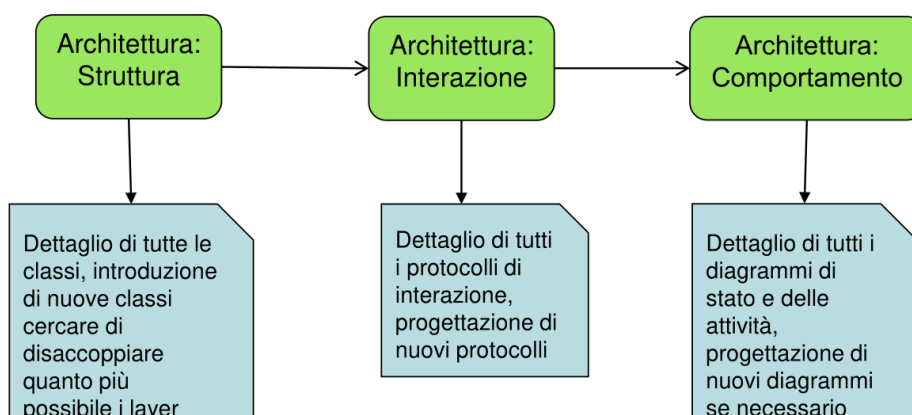 Architettura:
Struttura
Architettura:
Interazione
Architettura:
Comportamento
Dettaglio di tutte le
classi, introduzione
di nuove classi
cercare di
disaccoppiare
quanto più
possibile i layer
Dettaglio di tutti
i protocolli di
interazione,
progettazione di
nuovi protocolli
Dettaglio di tutti i
diagrammi di
stato e delle
attività,
progettazione di
nuovi diagrammi
se necessario